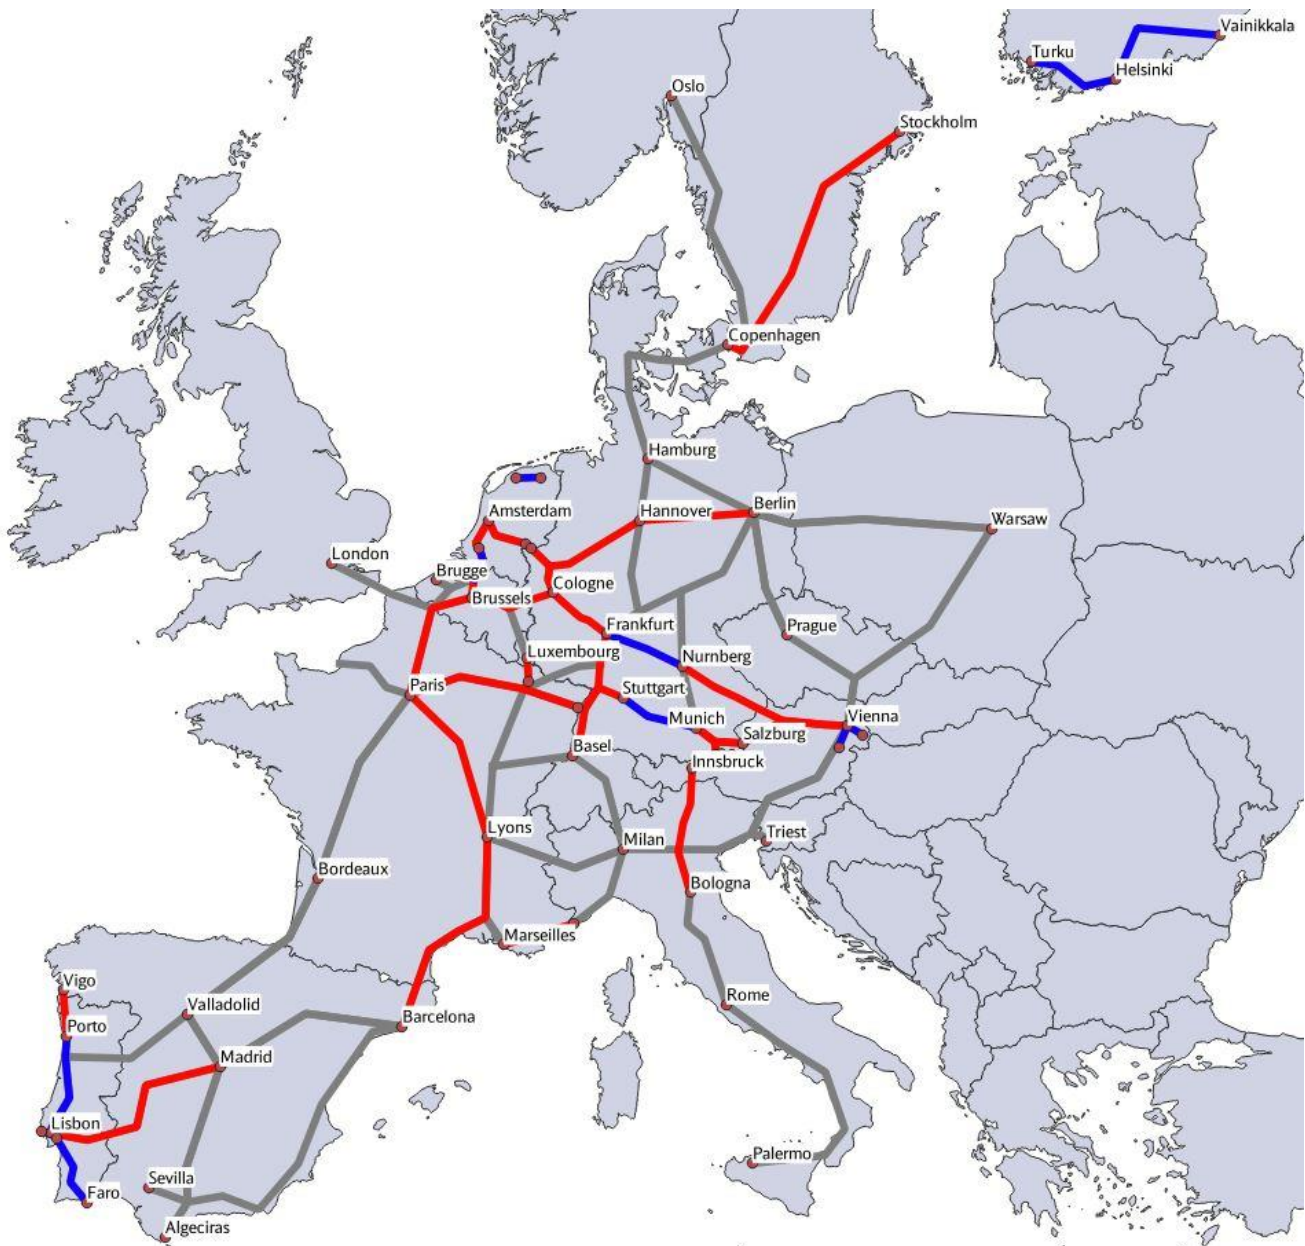 Vainikkala
Turku
Helsinki
Oslo
Stockholm
Copenhagen
Hamburg
Amsterdam
Hannover
Berlin
Warsaw
London
Brugge
Cologne
Brussels
Frankfurt
Prague
Luxembourg
Nurnberg
Paris
Stuttgart
Munich
Vienna
Salzburg
Basel
Innsbruck
Lyons
Milan
Triest
Bordeaux
Bologna
Marseilles
Vigo
Valladolid
Rome
Porto
Barcelona
Madrid
Lisbon
Palermo
Sevilla
Faro
Algeciras